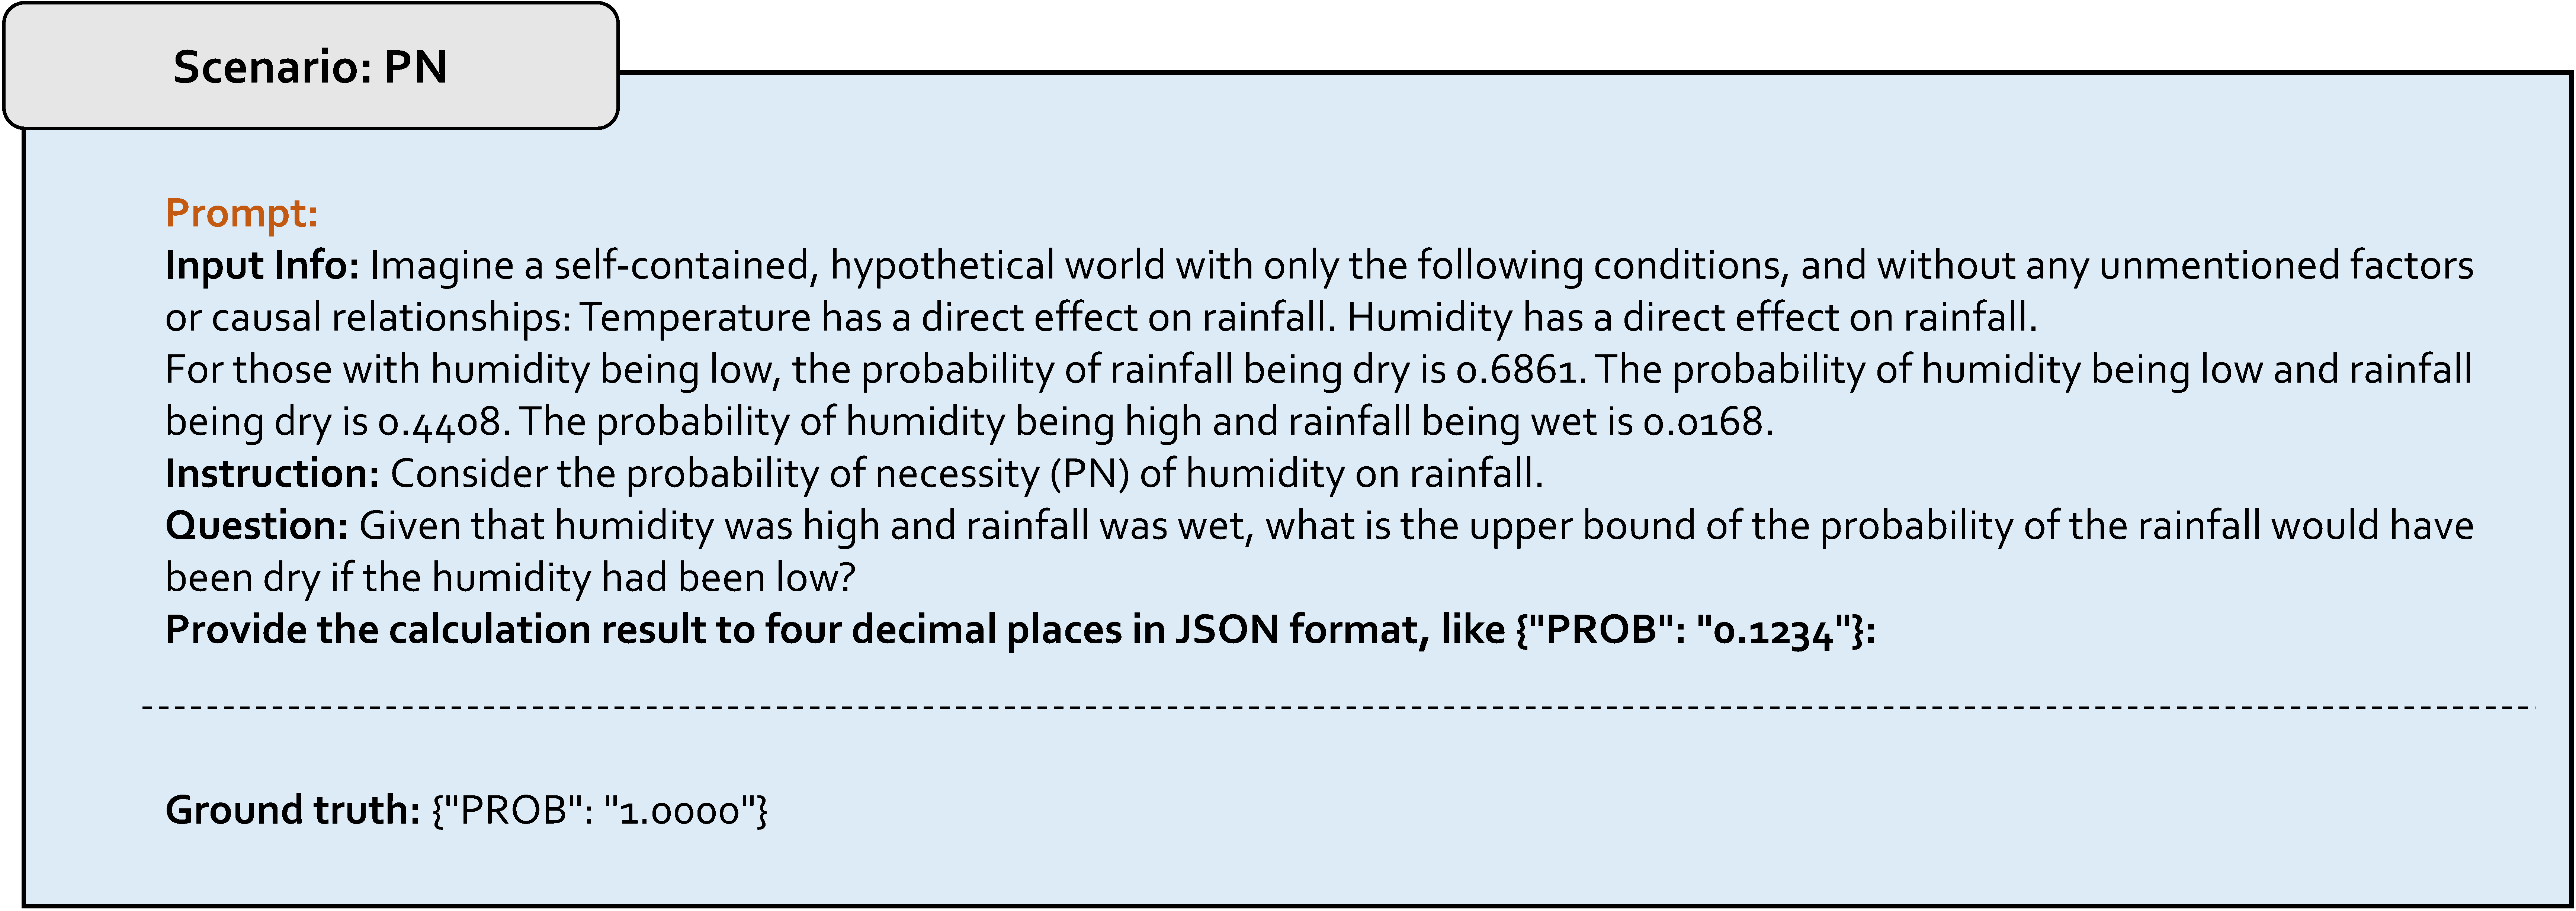 Scenario: PN
Prompt:
Input Info: Imagine a self-contained, hypothetical world with only the following conditions, and without any unmentioned factors
or causal relationships: Temperature has a direct effect on rainfall. Humidity has a direct effect on rainfall.
For those with humidity being low, the probability of rainfall being dry is 0.6861. The probability of humidity being low and rainfall
being dry is 0.4408. The probability of humidity being high and rainfall being wet is 0.0168.
Instruction: Consider the probability of necessity (PN) of humidity on rainfall.
Question: Given that humidity was high and rainfall was wet, what is the upper bound of the probability of the rainfall would have
been dry if the humidity had been low?
Provide the calculation result to four decimal places in JSON format, like {"PROB": "0.1234"}:
Ground truth: {"PROB": "1.0000"}